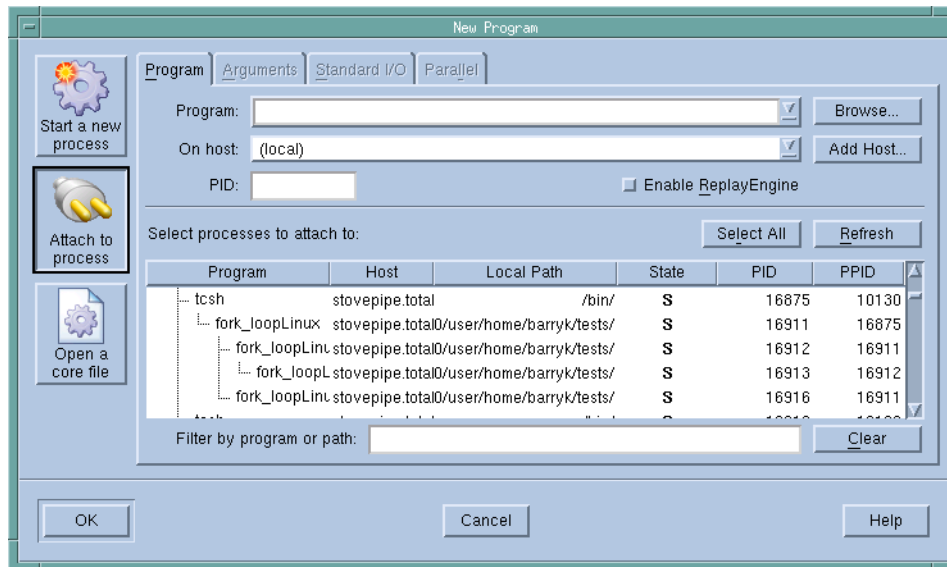 New Program
Start a new
process
Attach to
process
Open a
core file
Program Arguments Standard I/O Parallel
Program: Browse...
On host: (local) Add Host...
PID: Enable ReplayEngine
Select processes to attach to: Select All Refresh
Program Host Local Path State PID PPID
tcsh stovepipe.total /bin/ S 16875 10130
fork_loopLinux stovepipe.total0/user/home/barryk/tests/ S 16911 16875
fork_loopLinu stovepipe.total0/user/home/barryk/tests/ S 16912 16911
fork_loopL stovepipe.total0/user/home/barryk/tests/ S 16913 16912
fork_loopLinu stovepipe.total0/user/home/barryk/tests/ S 16916 16911
Filter by program or path: Clear
OK Cancel Help